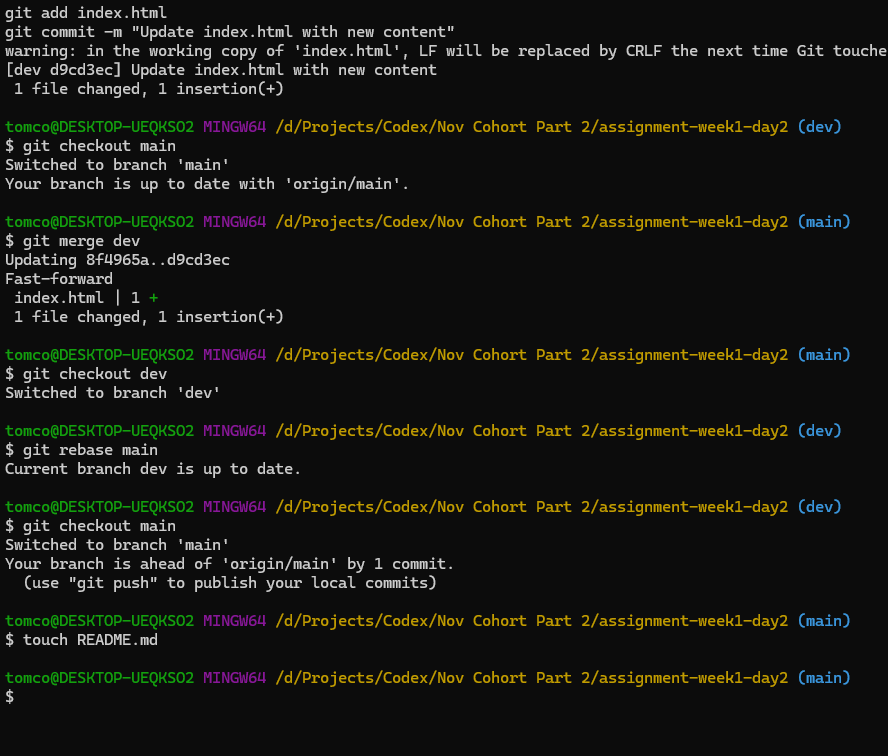 git add index.html
git commit -m "Update index.html with new content"
warning: in the working copy of 'index.html', LF will be replaced by CRLF the next time Git touche
[dev d9cd3ec] Update index.html with new content
 1 file changed, 1 insertion(+)
tomco@DESKTOP-UEQKSO2 MINGW64 /d/Projects/Codex/Nov Cohort Part 2/assignment-week1-day2 (dev)
$ git checkout main
Switched to branch 'main'
Your branch is up to date with 'origin/main'.
tomco@DESKTOP-UEQKSO2 MINGW64 /d/Projects/Codex/Nov Cohort Part 2/assignment-week1-day2 (main)
$ git merge dev
Updating 8f4965a..d9cd3ec
Fast-forward
 index.html | 1 +
 1 file changed, 1 insertion(+)
tomco@DESKTOP-UEQKSO2 MINGW64 /d/Projects/Codex/Nov Cohort Part 2/assignment-week1-day2 (main)
$ git checkout dev
Switched to branch 'dev'
tomco@DESKTOP-UEQKSO2 MINGW64 /d/Projects/Codex/Nov Cohort Part 2/assignment-week1-day2 (dev)
$ git rebase main
Current branch dev is up to date.
tomco@DESKTOP-UEQKSO2 MINGW64 /d/Projects/Codex/Nov Cohort Part 2/assignment-week1-day2 (dev)
$ git checkout main
Switched to branch 'main'
Your branch is ahead of 'origin/main' by 1 commit.
  (use "git push" to publish your local commits)
tomco@DESKTOP-UEQKSO2 MINGW64 /d/Projects/Codex/Nov Cohort Part 2/assignment-week1-day2 (main)
$ touch README.md
tomco@DESKTOP-UEQKSO2 MINGW64 /d/Projects/Codex/Nov Cohort Part 2/assignment-week1-day2 (main)
$